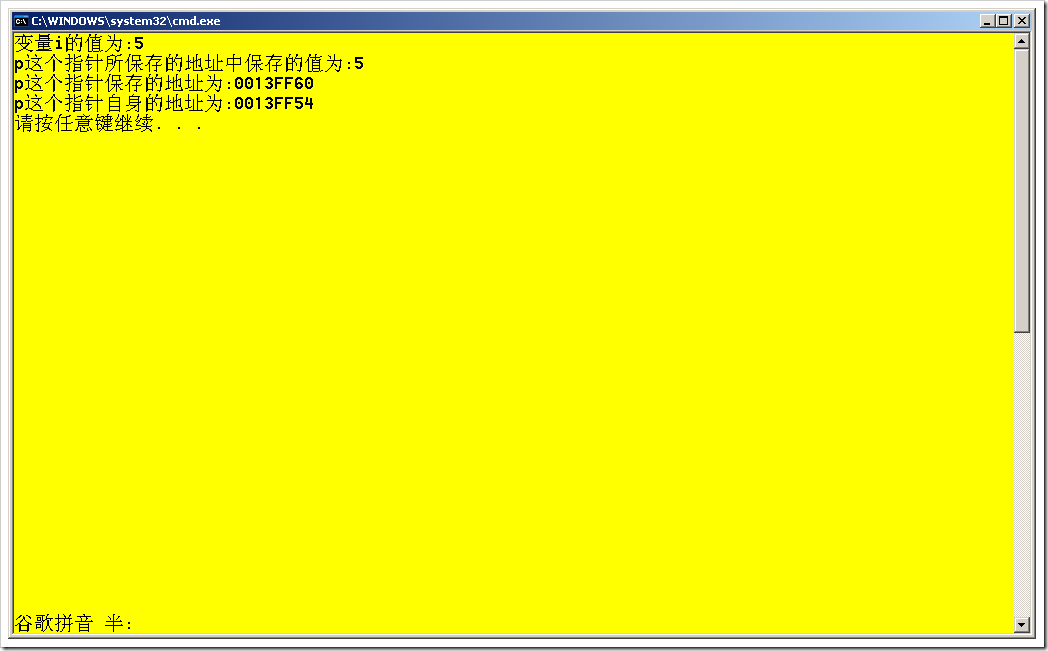 C:\WINDOWS\system32\cmd.exe
变量i的值为:5
p这个指针所保存的地址中保存的值为:5
p这个指针保存的地址为:0013FF60
p这个指针自身的地址为:0013FF54
请按任意键继续. . .
谷歌拼音 半: